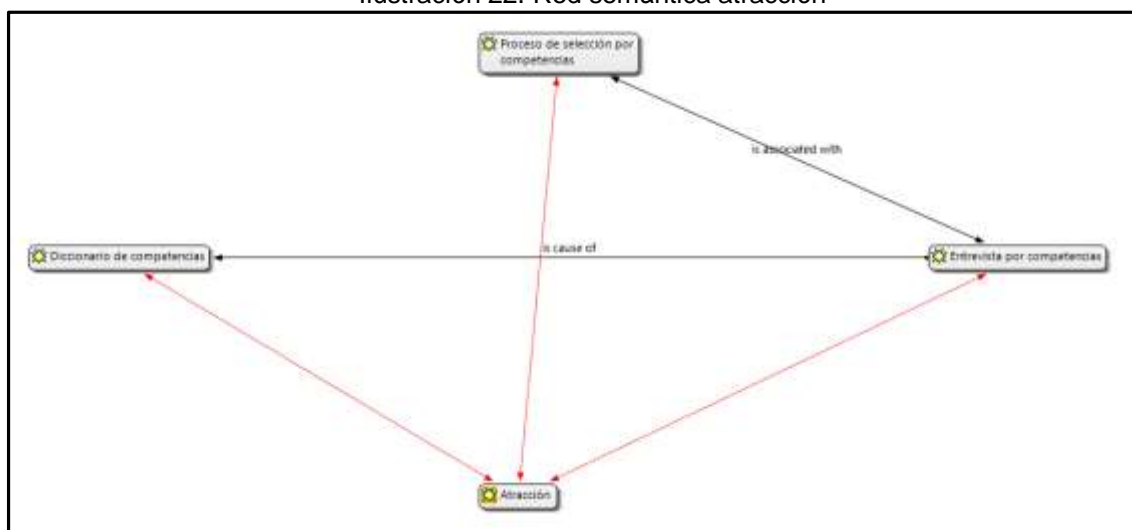 Ilustración 22. Red semántica atracción
Proceso de selección por
competencias
is associated with
is cause of
Diccionario de competencias
Entrevista por competencias
Atracción